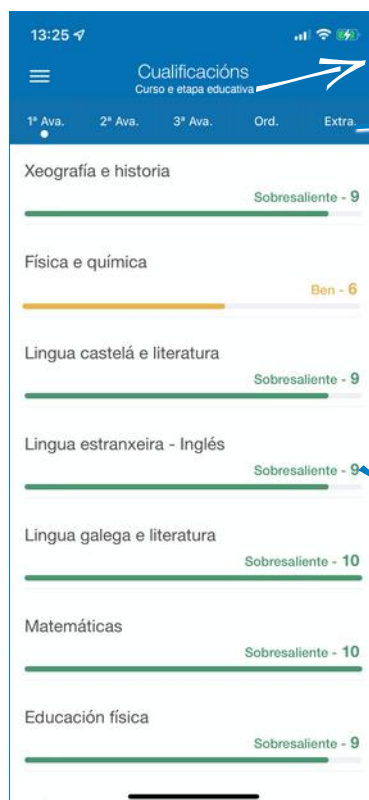 13:25
Cualificacións
Curso e etapa educativa
1ª Ava. 2ª Ava. 3ª Ava. Ord. Extra.
Xeografía e historia
Sobresaliente - 9
Física e química
Ben - 6
Lingua castelá e literatura
Sobresaliente - 9
Lingua estranxeira - Inglés
Sobresaliente - 9
Lingua galega e literatura
Sobresaliente - 10
Matemáticas
Sobresaliente - 10
Educación física
Sobresaliente - 9